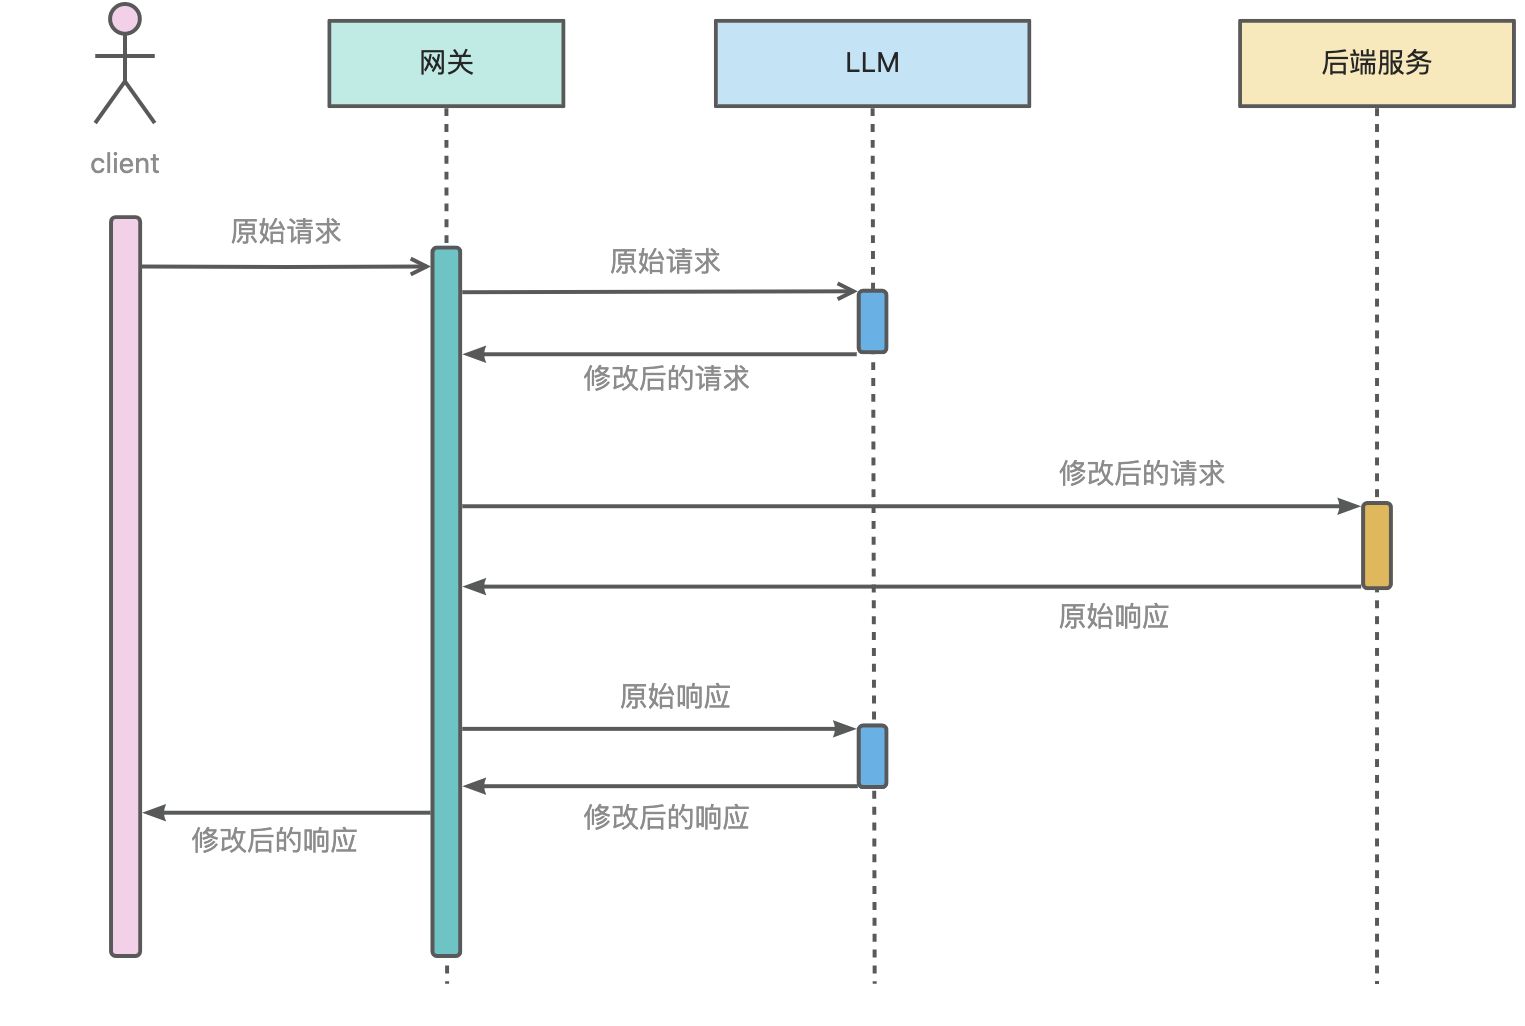 网关
LLM
后端服务
client
原始请求
原始请求
修改后的请求
修改后的请求
原始响应
原始响应
修改后的响应
修改后的响应